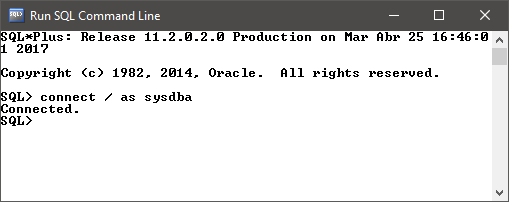 Run SQL Command Line
SQL*Plus: Release 11.2.0.2.0 Production on Mar Abr 25 16:46:0
1 2017
Copyright (c) 1982, 2014, Oracle.  All rights reserved.
SQL> connect / as sysdba
Connected.
SQL>